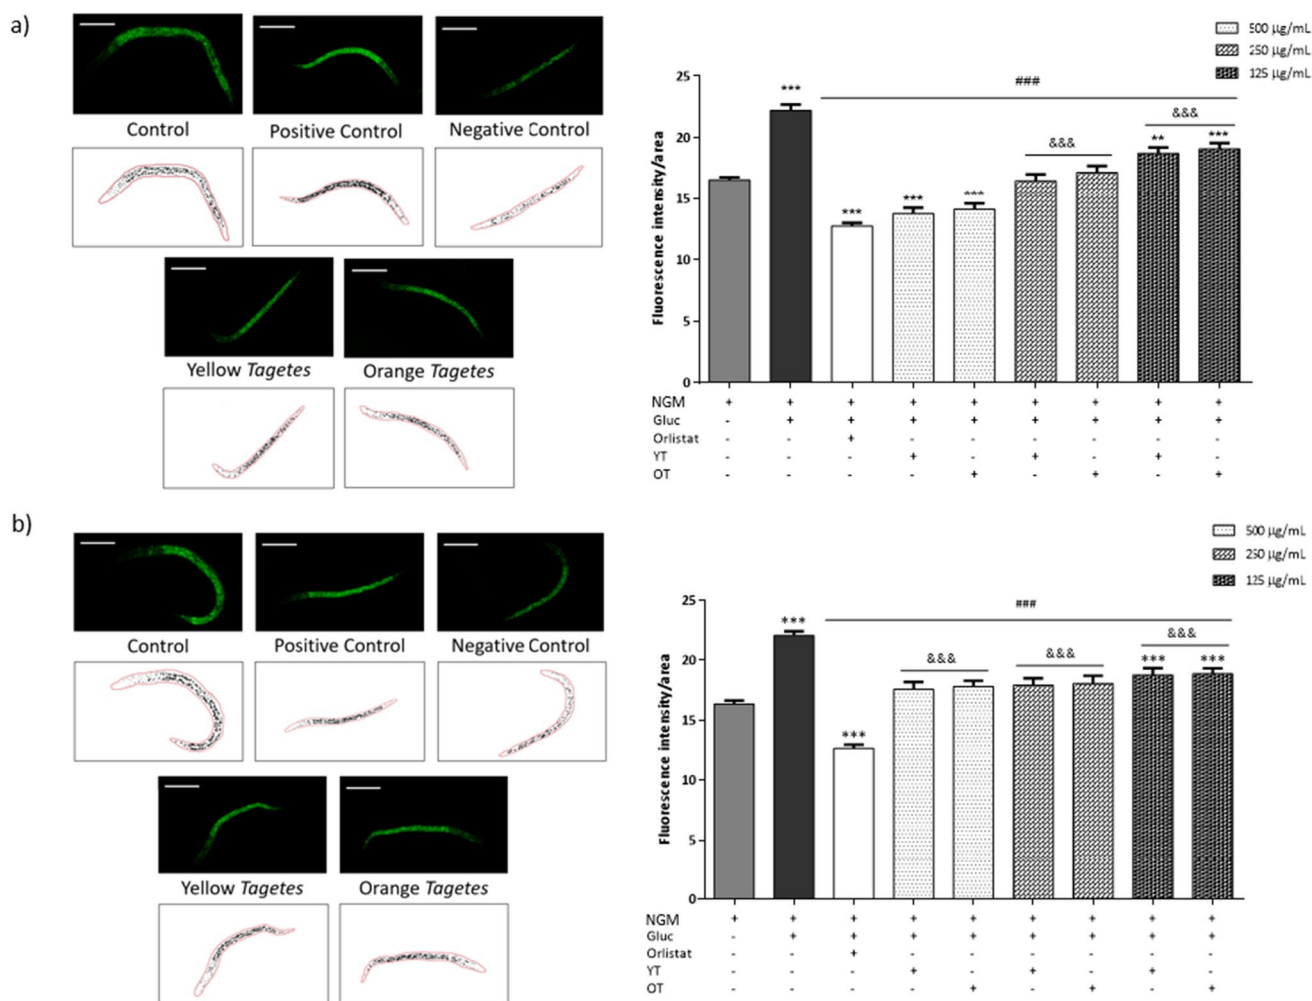 a)
Control
Positive Control
Negative Control
Yellow Tagetes
Orange Tagetes
500 µg/mL
250 µg/mL
125 µg/mL
Fluorescence intensity/area
25
20
15
10
5
0
###
&&&
&&&
*** *** *** *** ** ***
NGM + + + + + + + + +
Gluc - + + + + + + + +
Orlistat - - + - - - - - -
YT - - - + - + - + -
OT - - - - + - + - +
b)
Control
Positive Control
Negative Control
Yellow Tagetes
Orange Tagetes
500 µg/mL
250 µg/mL
125 µg/mL
Fluorescence intensity/area
25
20
15
10
5
0
###
&&&
&&& &&&
*** *** *** ***
NGM + + + + + + + + +
Gluc - + + + + + + + +
Orlistat - - + - - - - - -
YT - - - + - + - + -
OT - - - - + - + - +